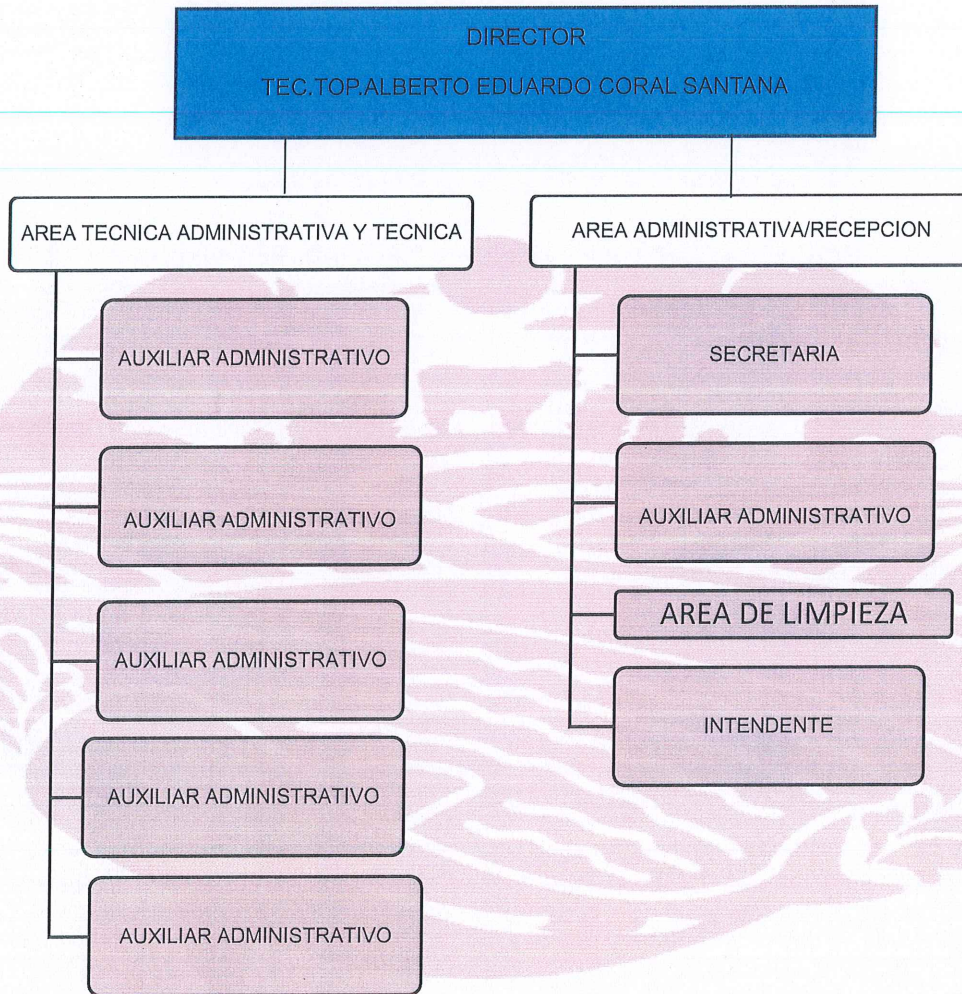 DIRECTOR
TEC.TOP.ALBERTO EDUARDO CORAL SANTANA
AREA TECNICA ADMINISTRATIVA Y TECNICA
AUXILIAR ADMINISTRATIVO
AUXILIAR ADMINISTRATIVO
AUXILIAR ADMINISTRATIVO
AUXILIAR ADMINISTRATIVO
AUXILIAR ADMINISTRATIVO
AREA ADMINISTRATIVA/RECEPCION
SECRETARIA
AUXILIAR ADMINISTRATIVO
AREA DE LIMPIEZA
INTENDENTE